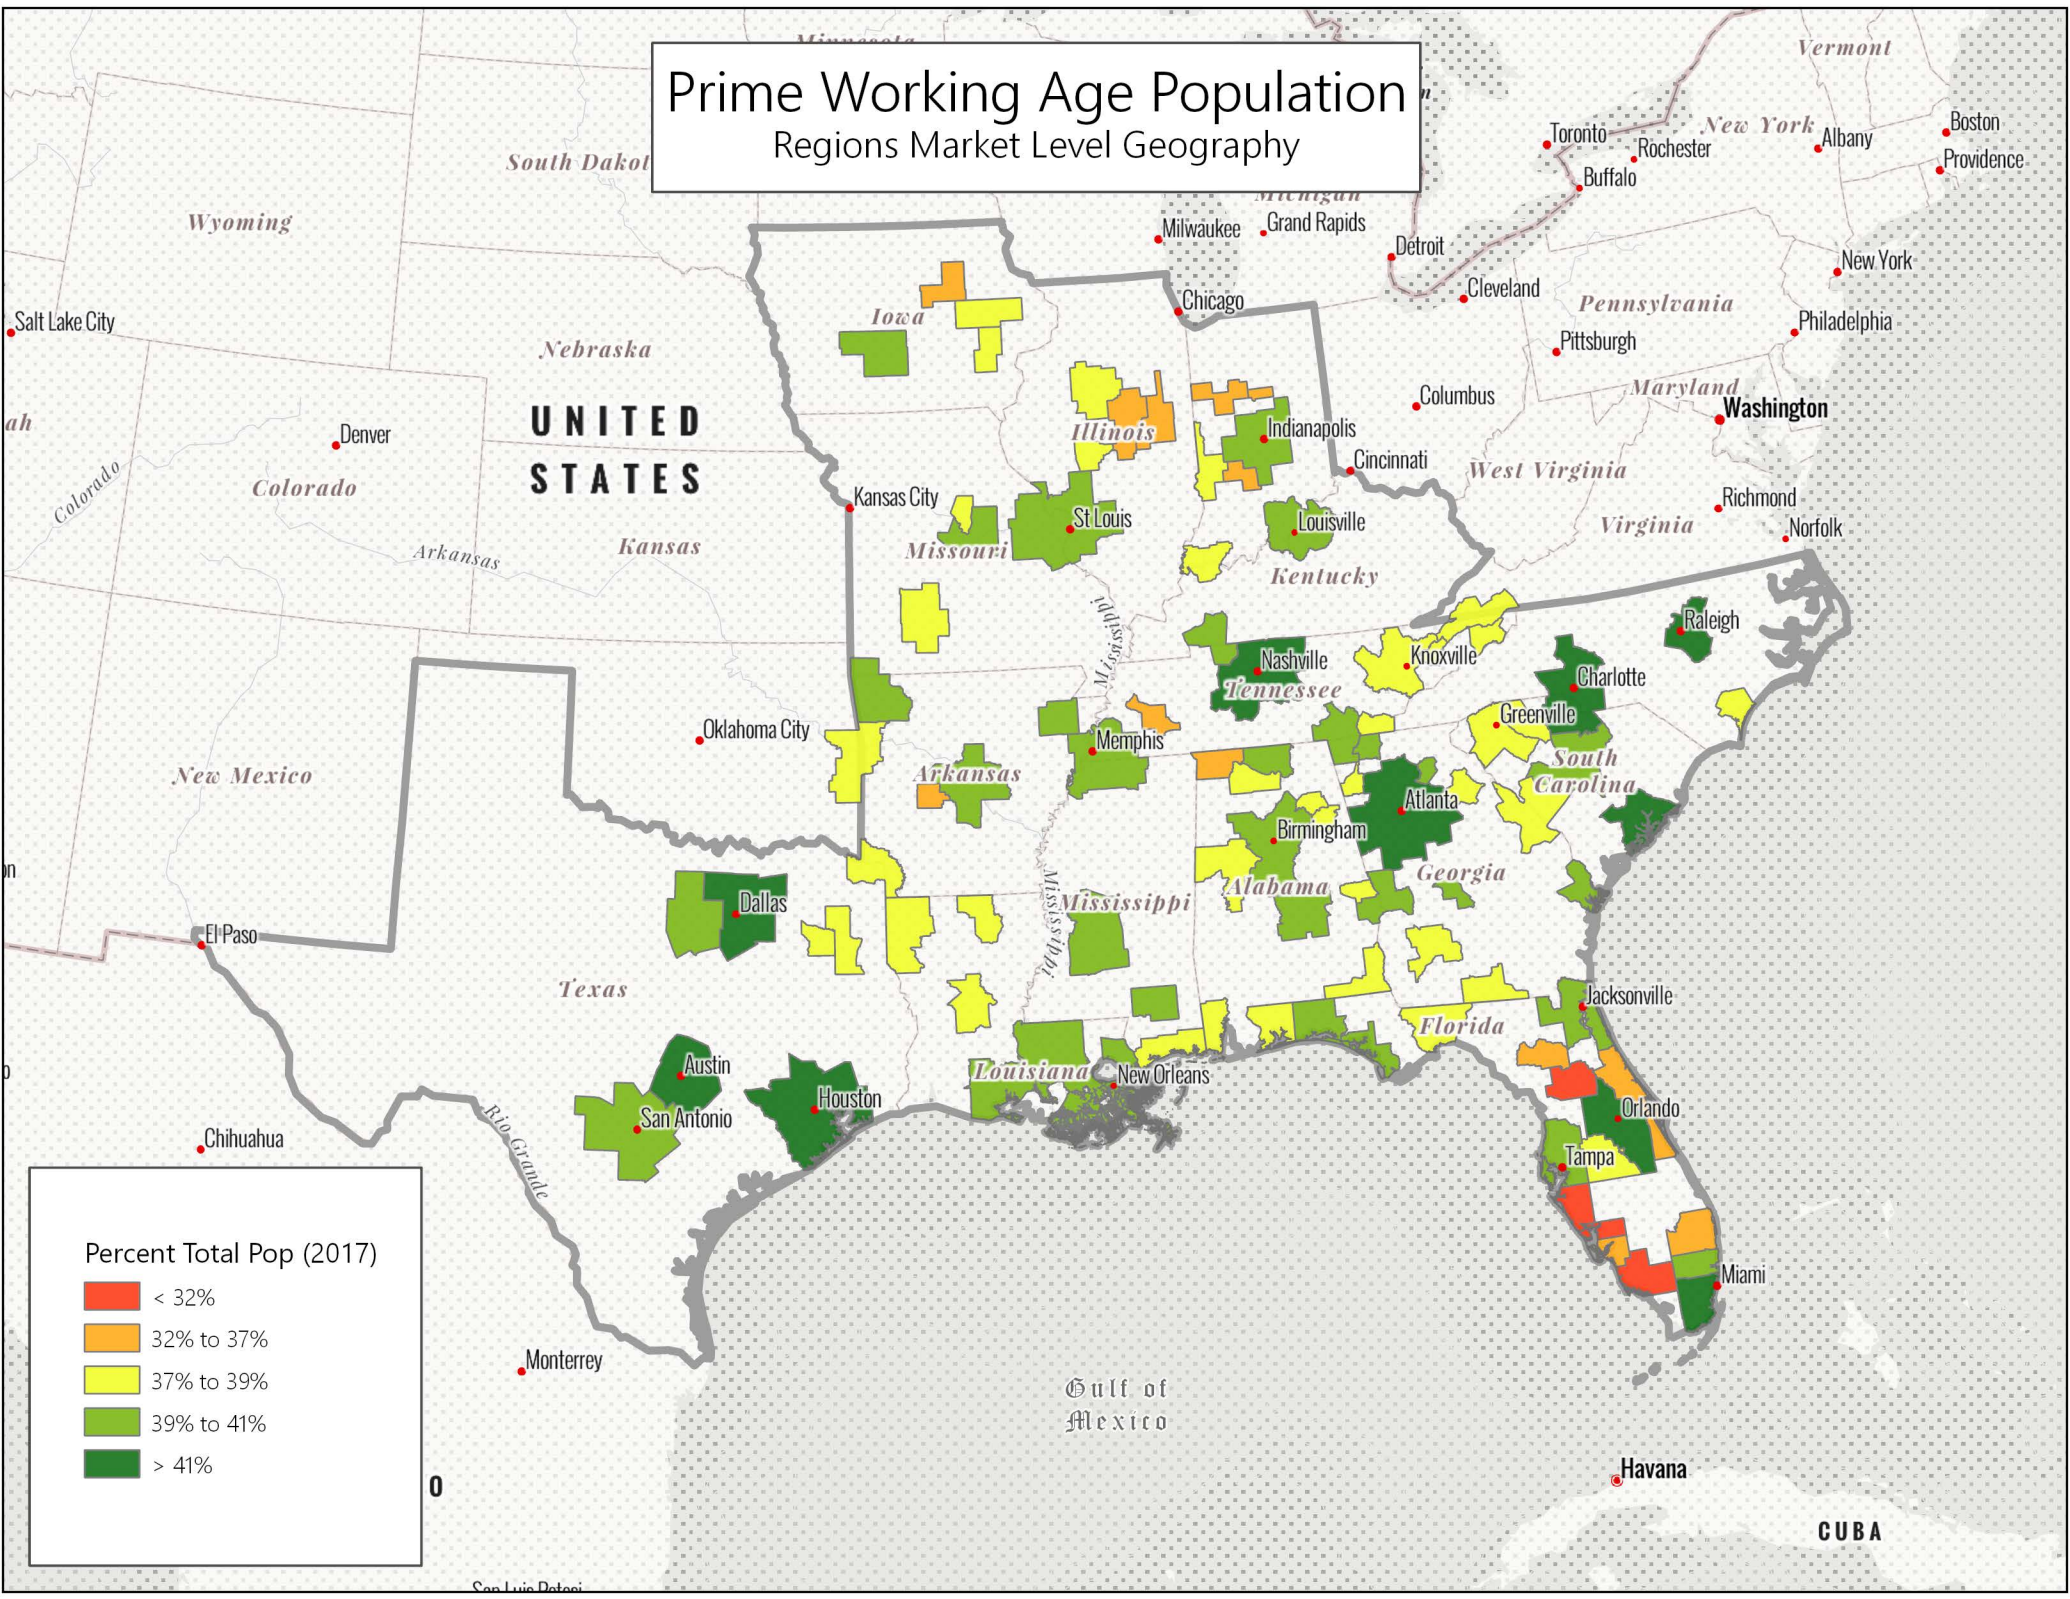 Prime Working Age Population
Regions Market Level Geography
Vermont
Boston
Toronto
New York
Albany
Rochester
Providence
South Dakot
Buffalo
Michigan
Wyoming
Milwaukee
Grand Rapids
Detroit
New York
Cleveland
Chicago
Pennsylvania
Salt Lake City
Iowa
Philadelphia
Nebraska
Pittsburgh
Maryland
Columbus
Washington
UNITED
STATES
ah
Denver
Illinois
Indianapolis
Cincinnati
West Virginia
Colorado
Colorado
Kansas City
Richmond
St Louis
Louisville
Virginia
Norfolk
Arkansas
Kansas
Missouri
Kentucky
Mississippi
Raleigh
Nashville
Knoxville
Tennessee
Charlotte
Greenville
Oklahoma City
Memphis
New Mexico
Arkansas
South
Carolina
Atlanta
Birmingham
Georgia
Alabama
Mississippi
Mississippi
Dallas
El Paso
Texas
Jacksonville
Florida
Austin
Louisiana
New Orleans
Houston
San Antonio
Orlando
Rio Grande
Chihuahua
Tampa
Miami
Percent Total Pop (2017)
< 32%
32% to 37%
37% to 39%
39% to 41%
> 41%
Monterrey
Gulf of
Mexico
Havana
O
CUBA